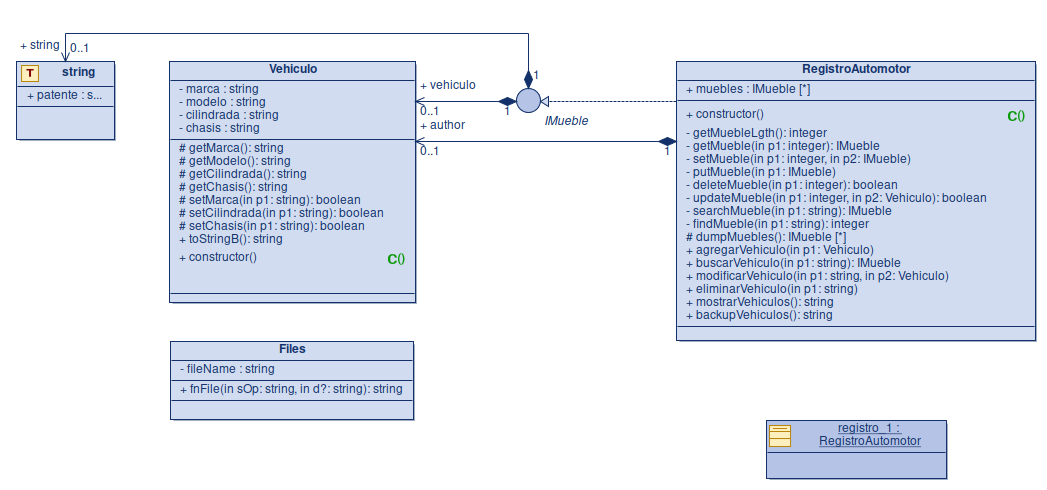 + string
0..1
T
string
+ patente : s...
Vehiculo
- marca : string
- modelo : string
- cilindrada : string
- chasis : string
# getMarca(): string
# getModelo(): string
# getCilindrada(): string
# getChasis(): string
# setMarca(in p1: string): boolean
# setCilindrada(in p1: string): boolean
# setChasis(in p1: string): boolean
+ toStringB(): string
+ constructor()
C()
+ vehiculo
0..1
1
1
IMueble
+ author
0..1
1
RegistroAutomotor
+ muebles : IMueble [*]
+ constructor()
C()
- getMuebleLgth(): integer
- getMueble(in p1: integer): IMueble
- setMueble(in p1: integer, in p2: IMueble)
- putMueble(in p1: IMueble)
- deleteMueble(in p1: integer): boolean
- updateMueble(in p1: integer, in p2: Vehiculo): boolean
- searchMueble(in p1: string): IMueble
- findMueble(in p1: string): integer
# dumpMuebles(): IMueble [*]
+ agregarVehiculo(in p1: Vehiculo)
+ buscarVehiculo(in p1: string): IMueble
+ modificarVehiculo(in p1: string, in p2: Vehiculo)
+ eliminarVehiculo(in p1: string)
+ mostrarVehiculos(): string
+ backupVehiculos(): string
Files
- fileName : string
+ fnFile(in sOp: string, in d?: string): string
registro_1 :
RegistroAutomotor